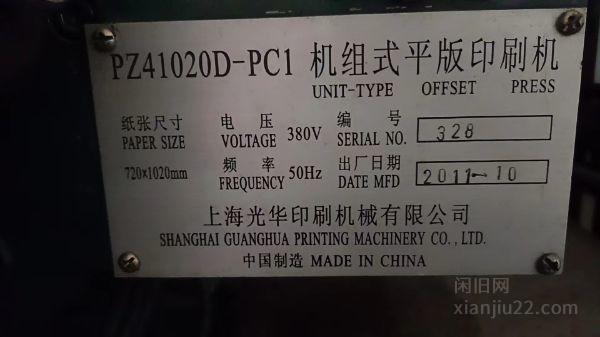 PZ41020D-PC1 机组式平版印刷机
UNIT-TYPE OFFSET PRESS
纸张尺寸 电压 380V 编号 328
PAPER SIZE VOLTAGE SERIAL NO.
720×1020mm 频率 50Hz 出厂日期 2011-10
FREQUENCY DATE MFD
上海光华印刷机械有限公司
SHANGHAI GUANGHUA PRINTING MACHINERY CO., LTD.
中国制造 MADE IN CHINA
闲旧网
xianjiu22.com